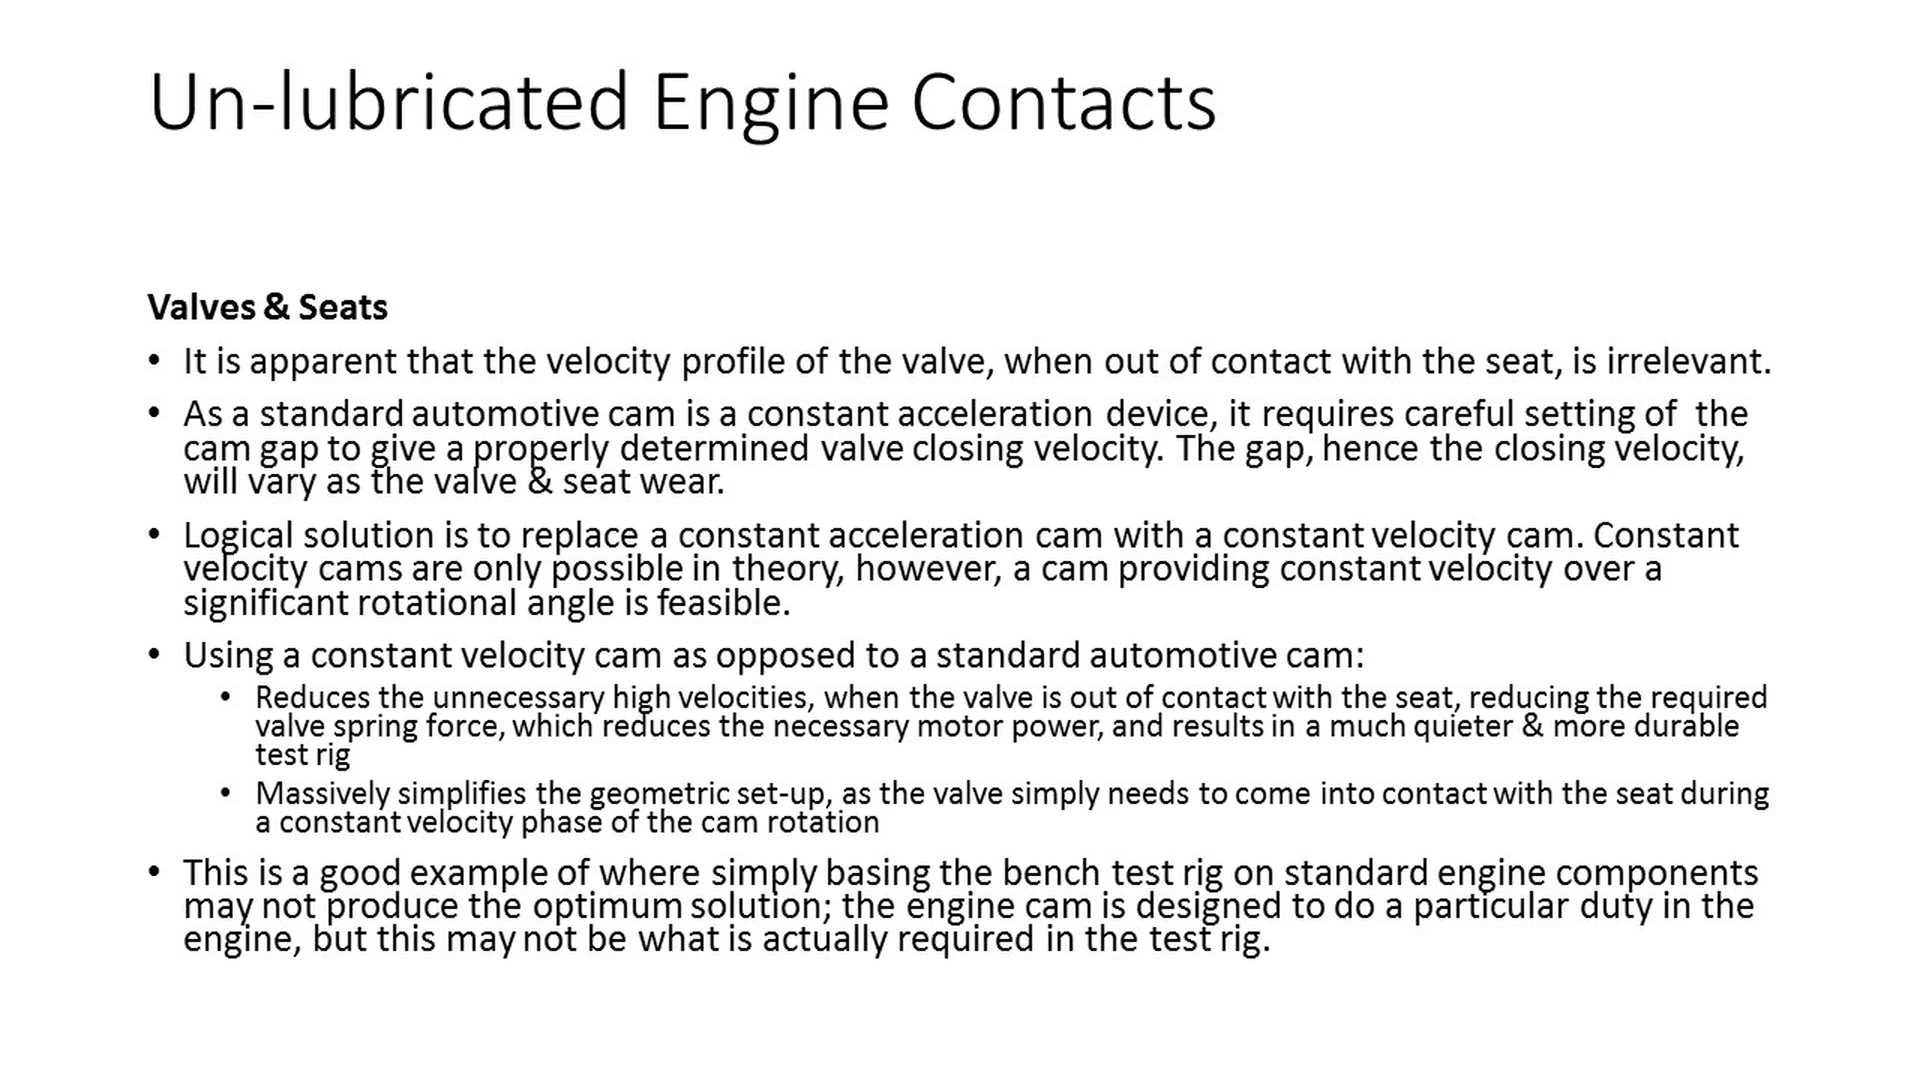 Un-lubricated Engine Contacts
Valves & Seats
• It is apparent that the velocity profile of the valve, when out of contact with the seat, is irrelevant.
• As a standard automotive cam is a constant acceleration device, it requires careful setting of the
cam gap to give a properly determined valve closing velocity. The gap, hence the closing velocity,
will vary as the valve & seat wear.
• Logical solution is to replace a constant acceleration cam with a constant velocity cam. Constant
velocity cams are only possible in theory, however, a cam providing constant velocity over a
significant rotational angle is feasible.
• Using a constant velocity cam as opposed to a standard automotive cam:
• Reduces the unnecessary high velocities, when the valve is out of contact with the seat, reducing the required
valve spring force, which reduces the necessary motor power, and results in a much quieter & more durable
test rig
• Massively simplifies the geometric set-up, as the valve simply needs to come into contact with the seat during
a constant velocity phase of the cam rotation
• This is a good example of where simply basing the bench test rig on standard engine components
may not produce the optimum solution; the engine cam is designed to do a particular duty in the
engine, but this may not be what is actually required in the test rig.